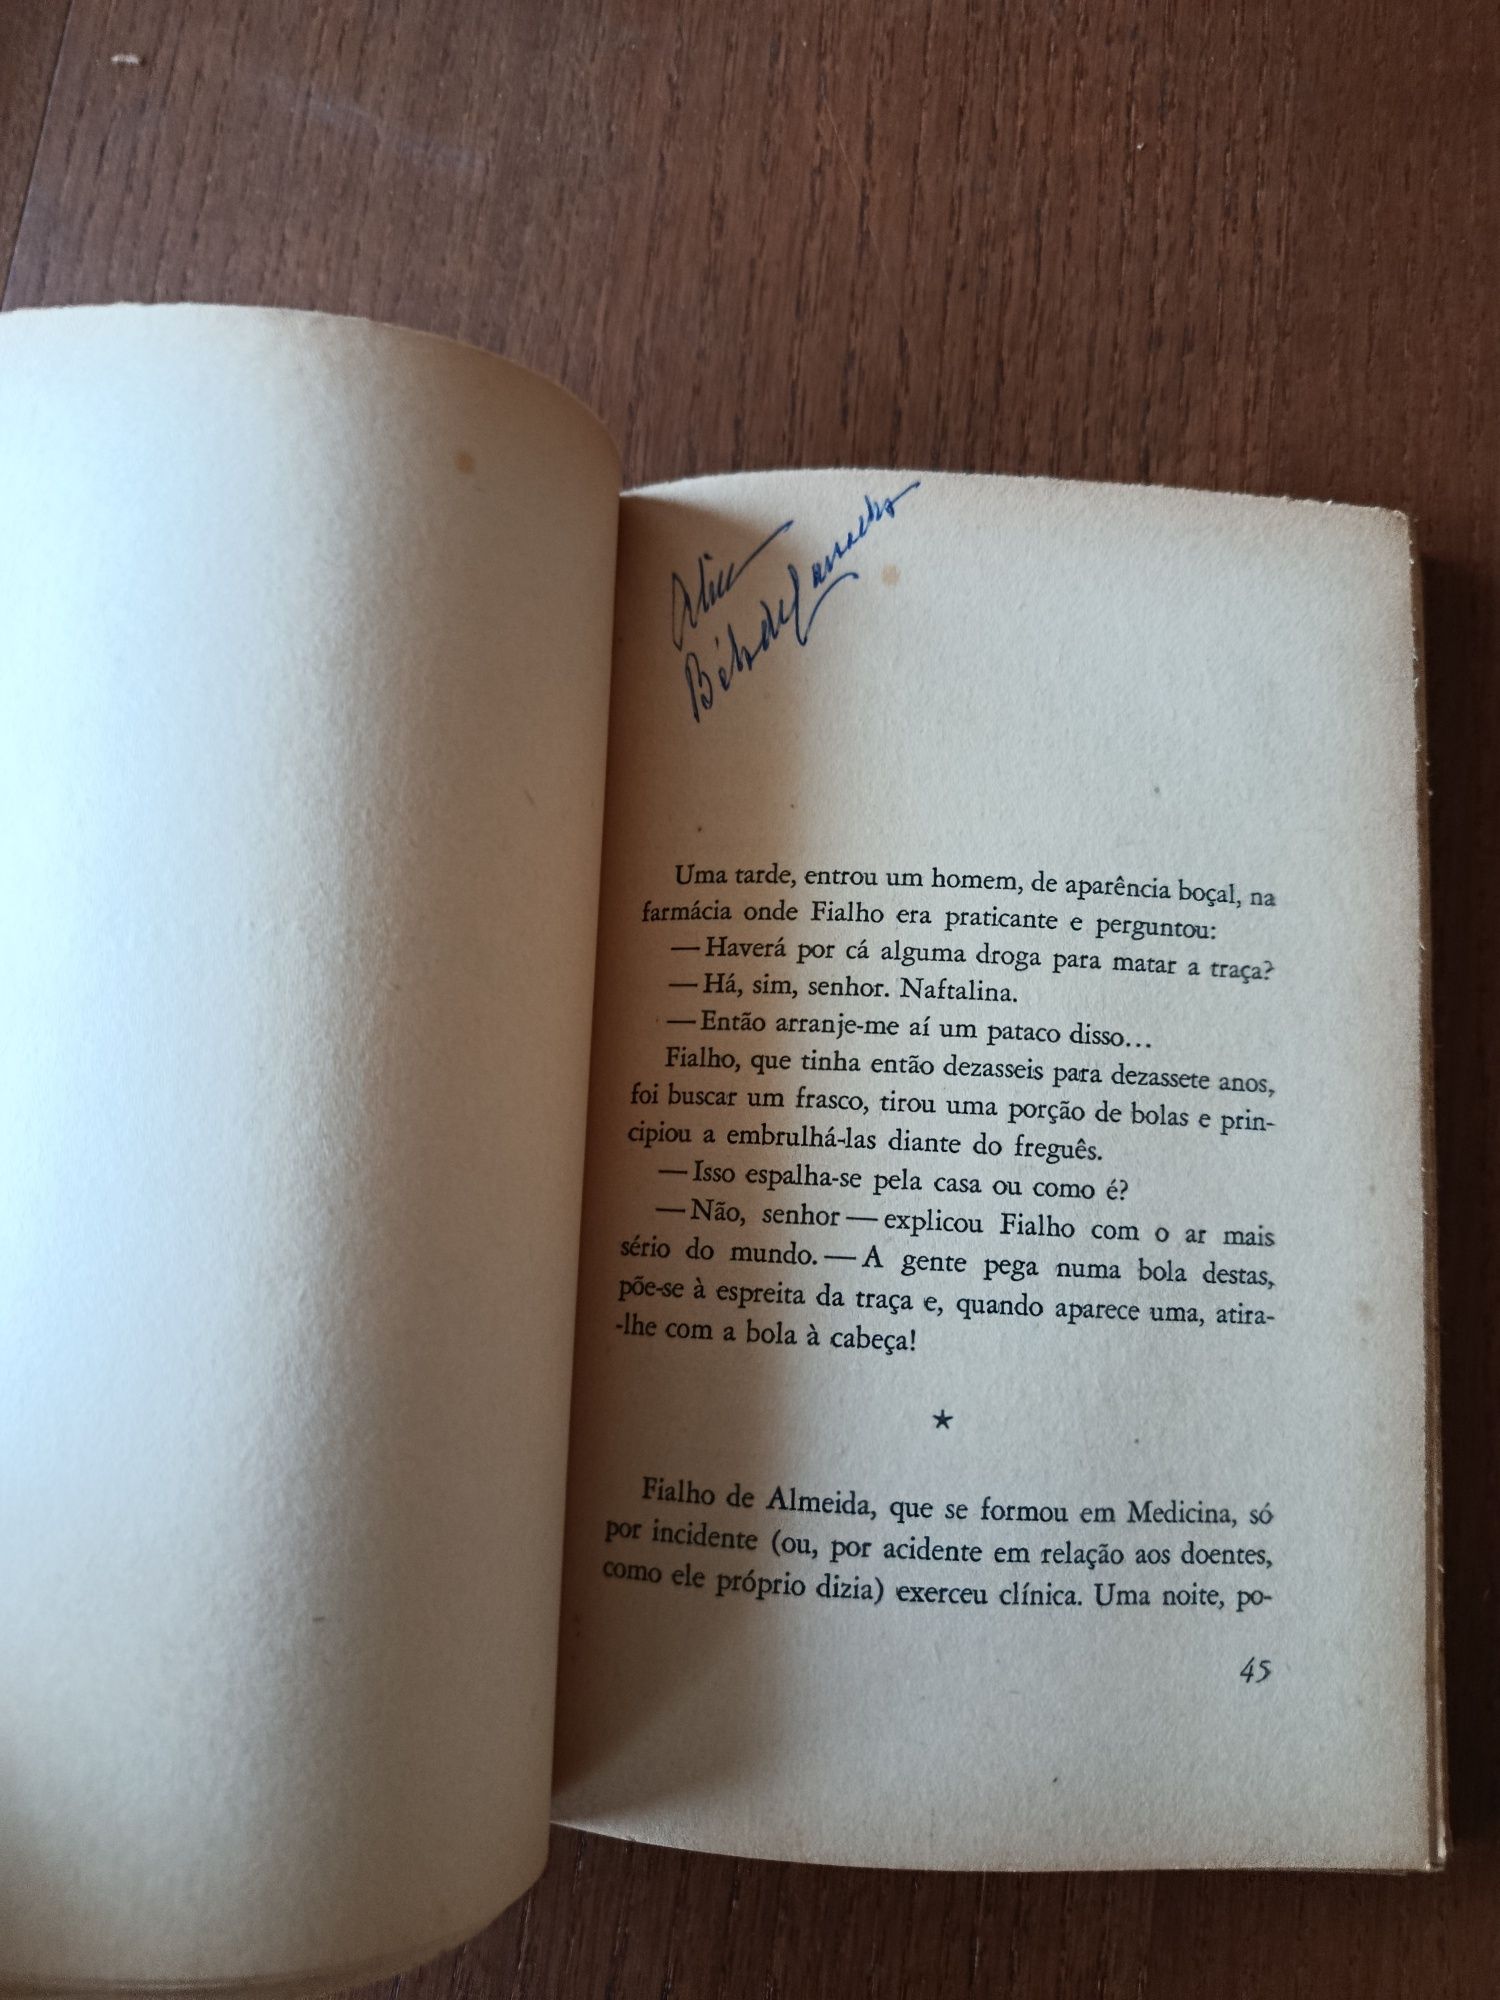 Uma tarde, entrou um homem, de aparência boçal, na
farmácia onde Fialho era praticante e perguntou:
— Haverá por cá alguma droga para matar a traça?
— Há, sim, senhor. Naftalina.
— Então arranje-me aí um pataco disso...
Fialho, que tinha então dezasseis para dezassete anos,
foi buscar um frasco, tirou uma porção de bolas e prin-
cipiou a embrulhá-las diante do freguês.
— Isso espalha-se pela casa ou como é?
— Não, senhor — explicou Fialho com o ar mais
sério do mundo. — A gente pega numa bola destas,
põe-se à espreita da traça e, quando aparece uma, atira-
-lhe com a bola à cabeça!
★
Fialho de Almeida, que se formou em Medicina, só
por incidente (ou, por acidente em relação aos doentes,
como ele próprio dizia) exerceu clínica. Uma noite, po-
45